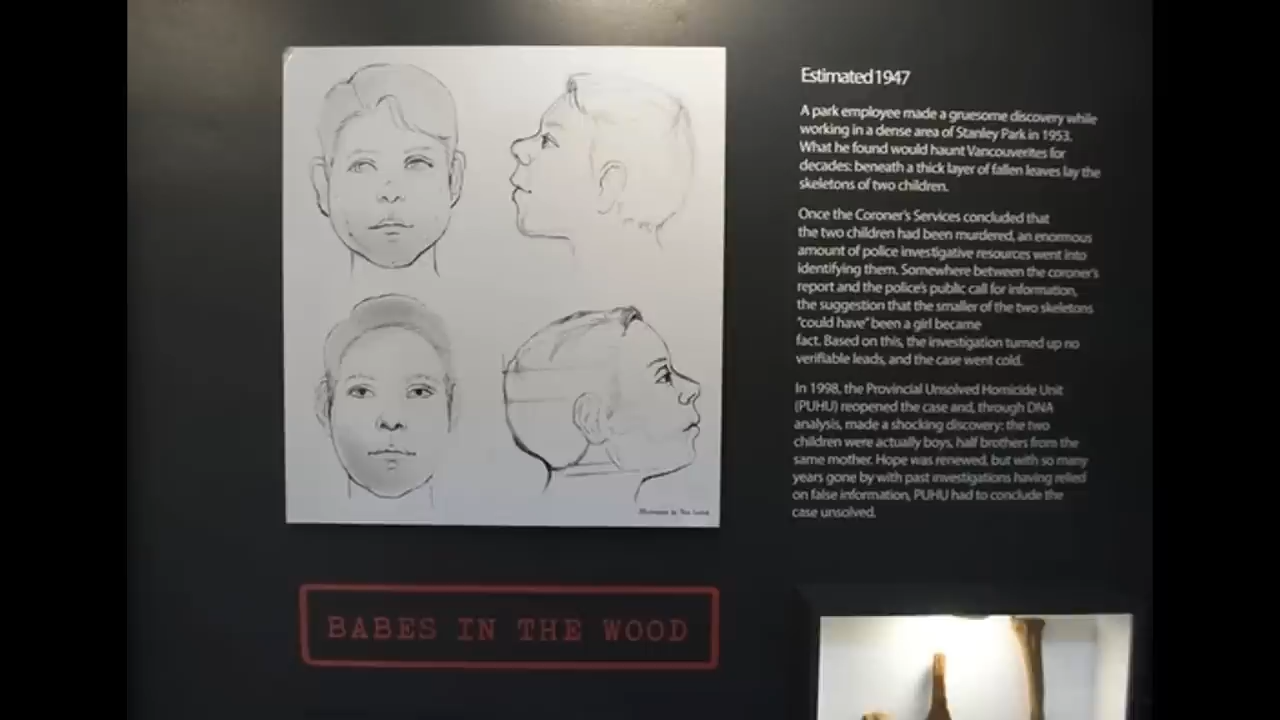 Estimated 1947
A park employee made a gruesome discovery while
working in a dense area of Stanley Park in 1953.
What he found would haunt Vancouverites for
decades: beneath a thick layer of fallen leaves lay the
skeletons of two children.
Once the Coroner's Services concluded that
the two children had been murdered, an enormous
amount of police investigative resources went into
identifying them. Somewhere between the coroner's
report and the police's public call for information,
the suggestion that the smaller of the two skeletons
"could have" been a girl became
fact. Based on this, the investigation turned up no
verifiable leads, and the case went cold.
In 1998, the Provincial Unsolved Homicide Unit
(PUHU) reopened the case and, through DNA
analysis, made a shocking discovery: the two
children were actually boys, half brothers from the
same mother. Hope was renewed, but with so many
years gone by with past investigations having relied
on false information, PUHU had to conclude the
case unsolved.
BABES IN THE WOOD